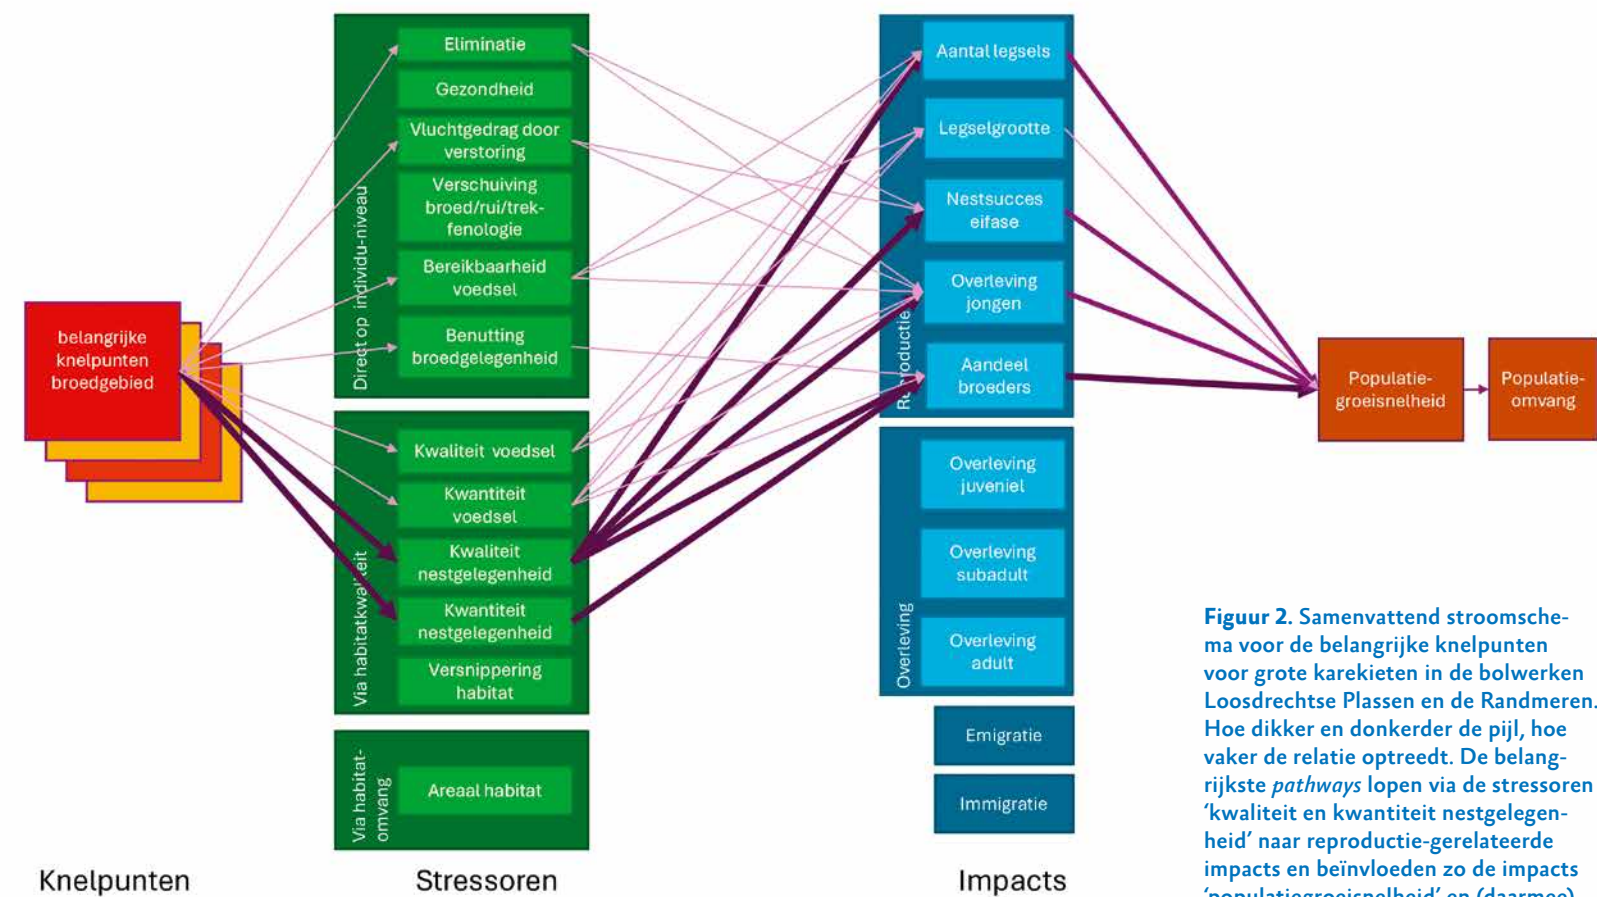 belangrijke
knelpunten
broedgebied
Direct op individu-niveau
Eliminatie
Gezondheid
Vluchtgedrag door
verstoring
Verschuiving
broed/rui/trek-
fenologie
Bereikbaarheid
voedsel
Benutting
broedgelegenheid
Via habitatkwaliteit
Kwaliteit voedsel
Kwantiteit
voedsel
Kwaliteit
nestgelegenheid
Kwantiteit
nestgelegenheid
Versnippering
habitat
Via habitat-
omvang
Areaal habitat
Reproductie
Aantal legsels
Legselgrootte
Nestsucces
eifase
Overleving
jongen
Aandeel
broeders
Overleving
Overleving
juveniel
Overleving
subadult
Overleving
adult
Emigratie
Immigratie
Populatie-
groeisnelheid
Populatie-
omvang
Knelpunten
Stressoren
Impacts
Figuur 2. Samenvattend stroomsche-
ma voor de belangrijke knelpunten
voor grote karekieten in de bolwerken
Loosdrechtse Plassen en de Randmeren.
Hoe dikker en donkerder de pijl, hoe
vaker de relatie optreedt. De belang-
rijkste pathways lopen via de stressoren
‘kwaliteit en kwantiteit nestgelegen-
heid’ naar reproductie-gerelateerde
impacts en beïnvloeden zo de impacts
‘populatiegroeisnelheid’ en (daarmee)